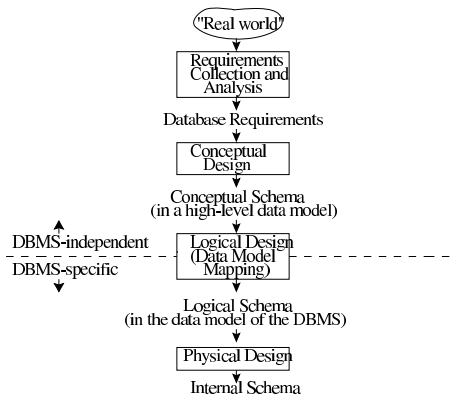 "Real world"
Requirements
Collection and
Analysis
Database Requirements
Conceptual
Design
Conceptual Schema
(in a high-level data model)
DBMS-independent
Logical Design
(Data Model
Mapping)
DBMS-specific
Logical Schema
(in the data model of the DBMS)
Physical Design
Internal Schema